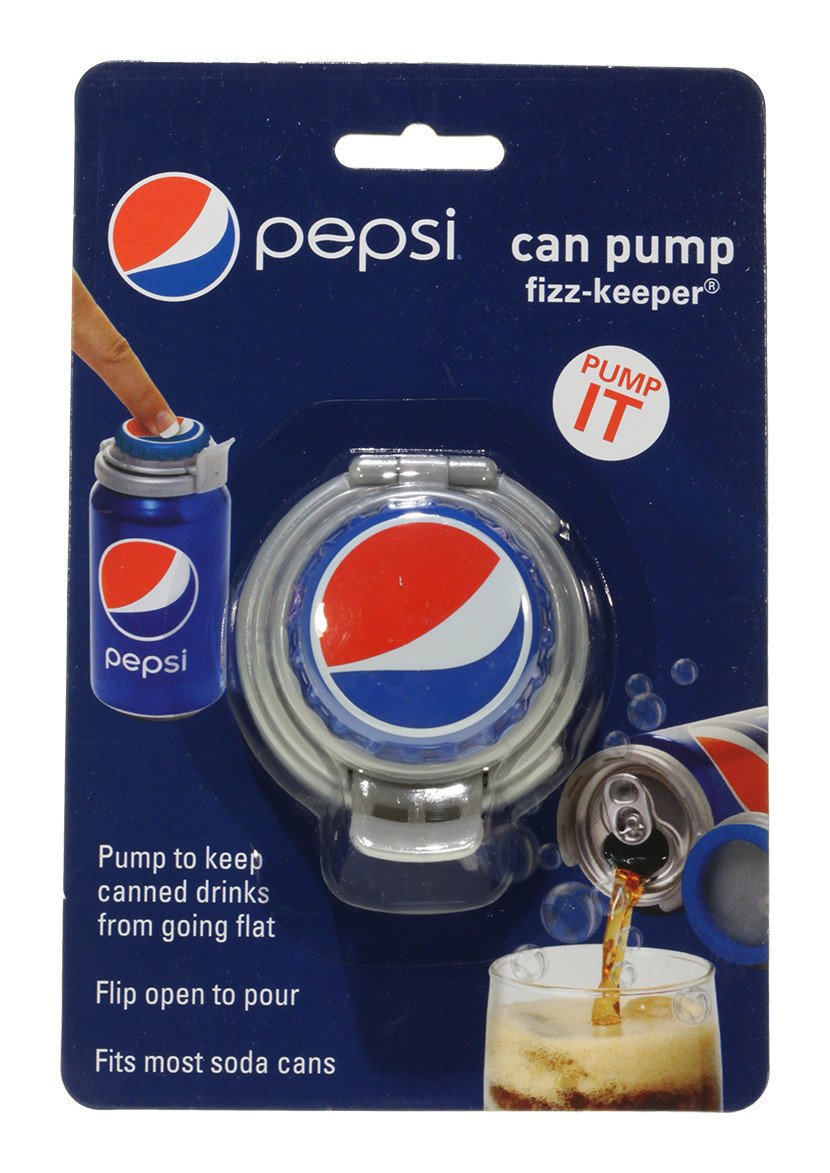 pepsi
can pump
fizz-keeper®
PUMP
IT
pepsi
Pump to keep
canned drinks
from going flat
Flip open to pour
Fits most soda cans